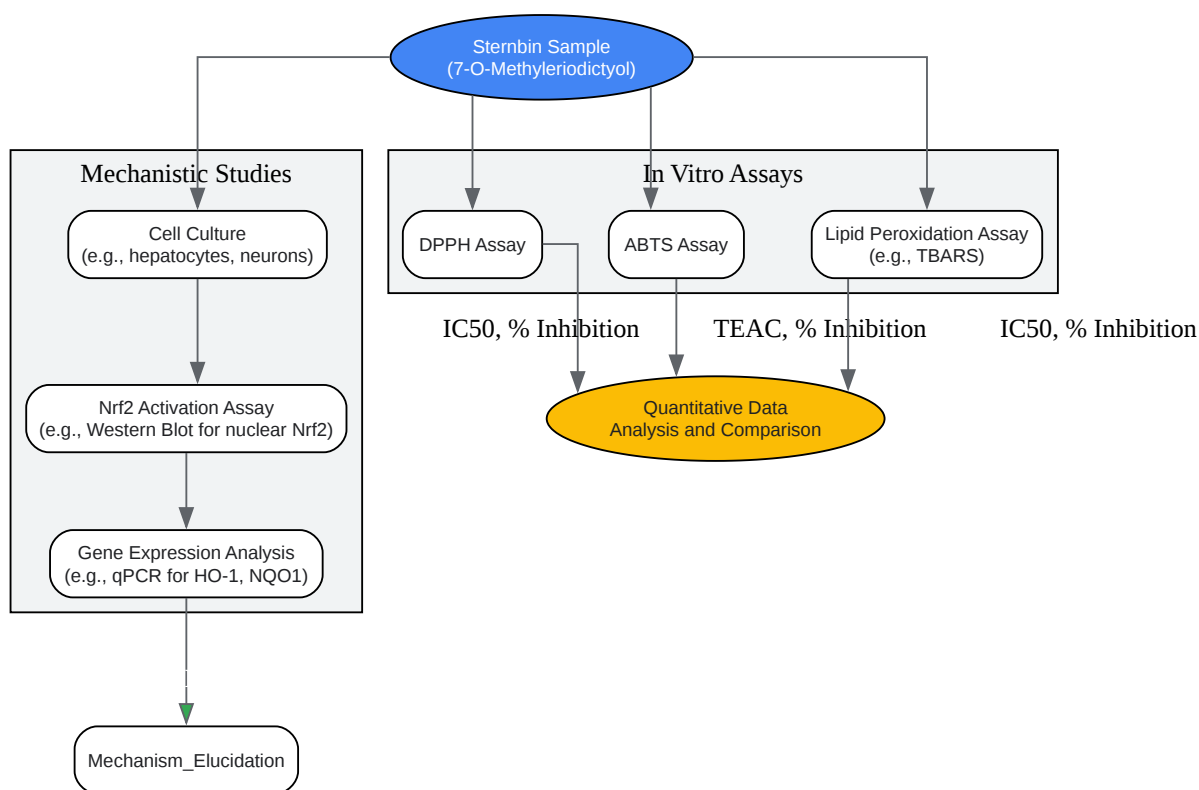 Sternbin Sample
(7-O-Methyleriodictyol)
Mechanistic Studies
In Vitro Assays
Cell Culture
(e.g., hepatocytes, neurons)
DPPH Assay
ABTS Assay
Lipid Peroxidation Assay
(e.g., TBARS)
IC50, % Inhibition
TEAC, % Inhibition
IC50, % Inhibition
Nrf2 Activation Assay
(e.g., Western Blot for nuclear Nrf2)
Quantitative Data
Analysis and Comparison
Gene Expression Analysis
(e.g., qPCR for HO-1, NQO1)
Mechanism_Elucidation